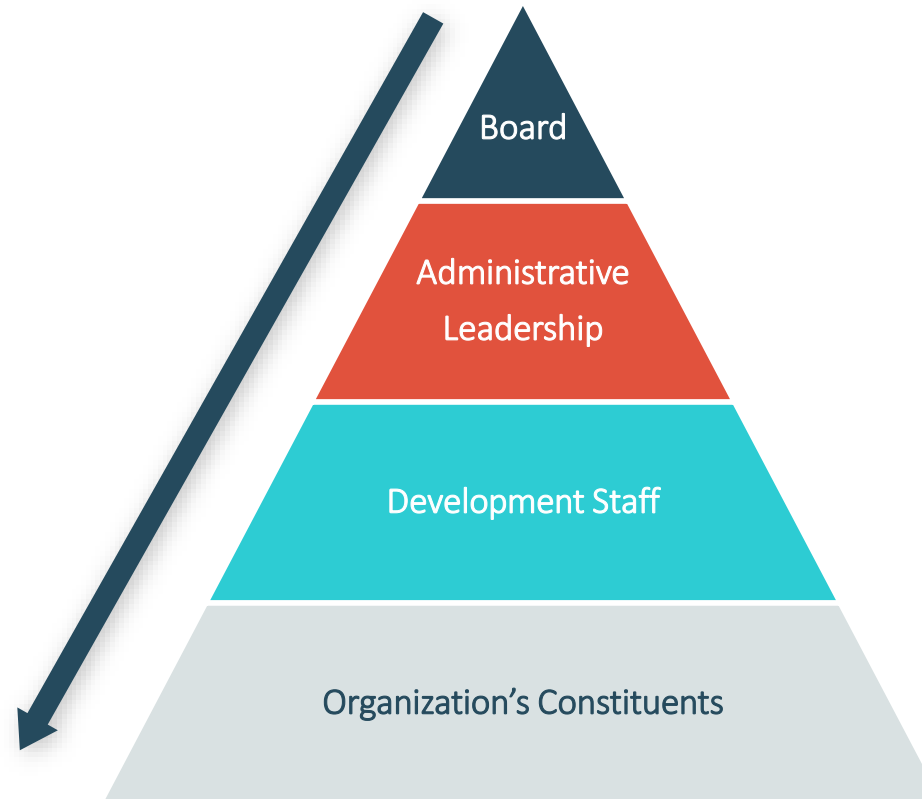 Board
Administrative
Leadership
Development Staff
Organization’s Constituents